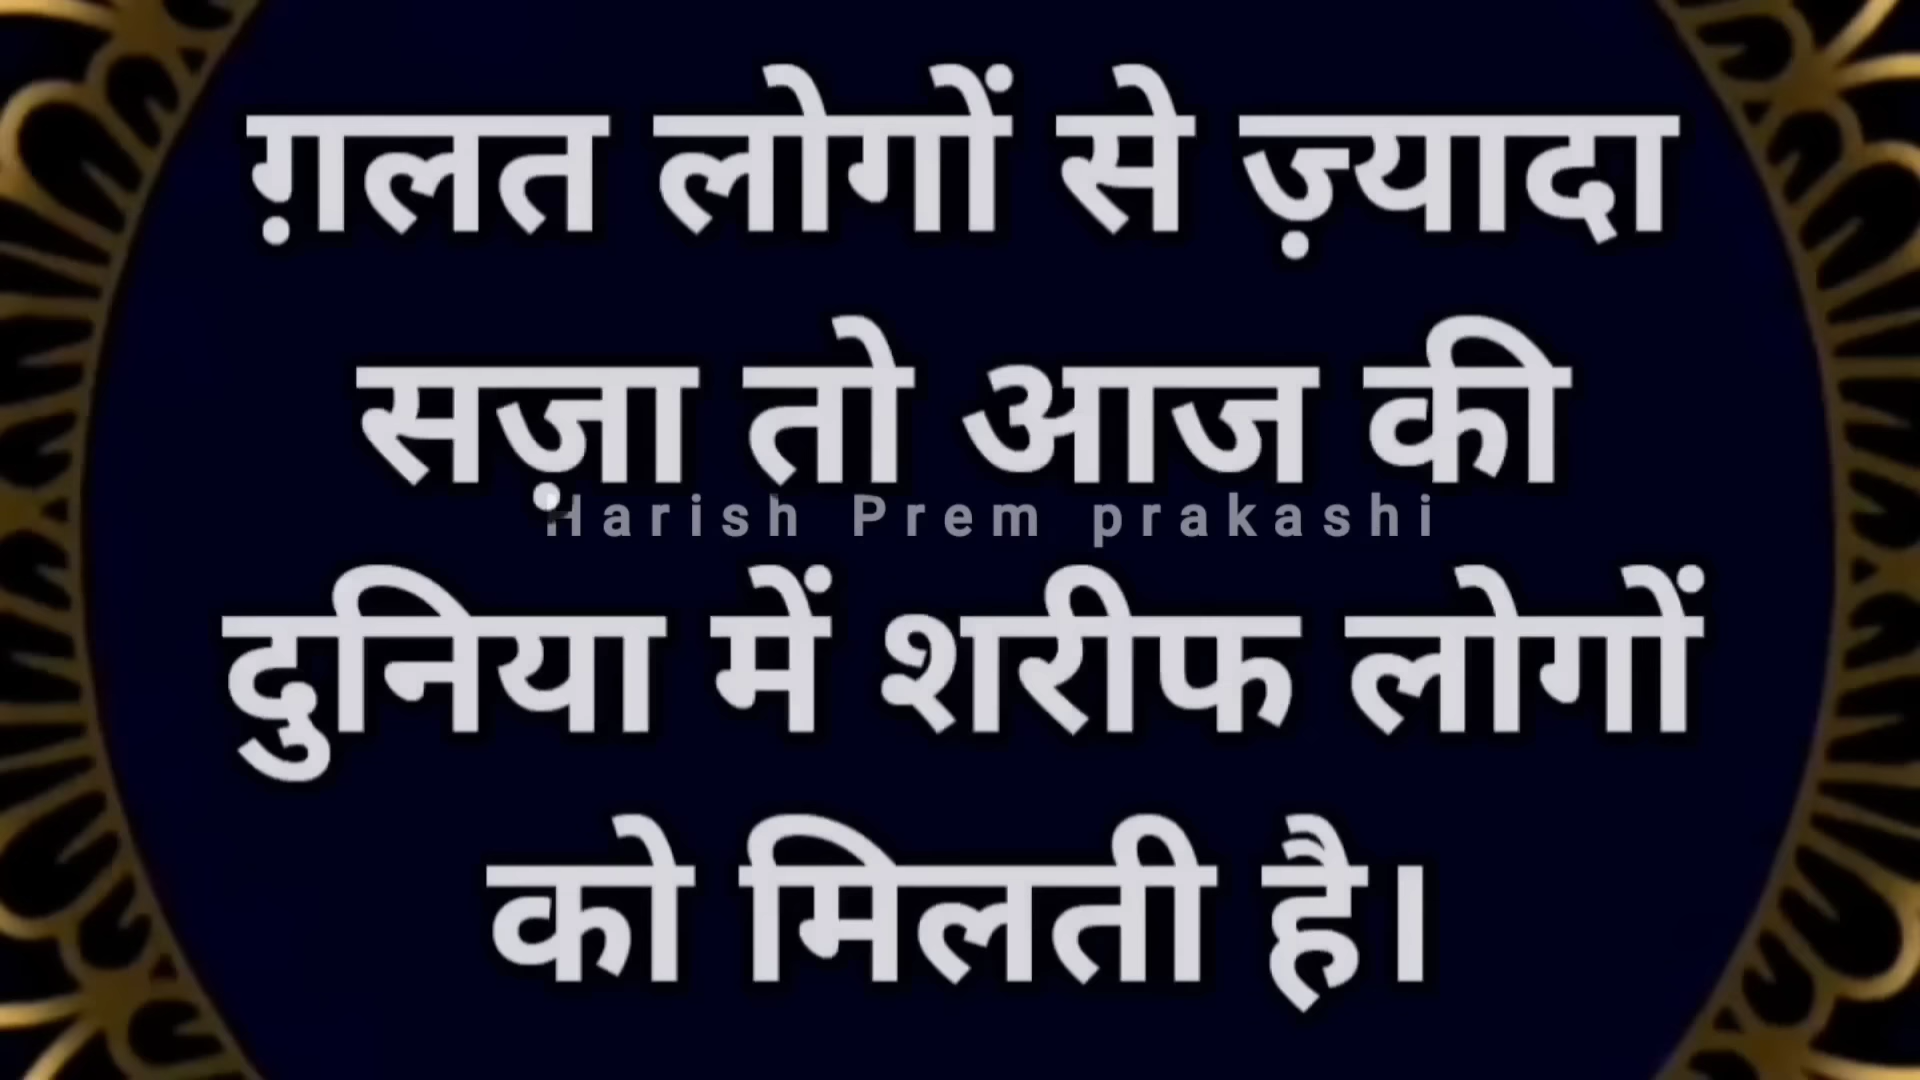 ग़लत लोगों से ज़्यादा
सज़ा तो आज की
Harish Prem prakashi
दुनिया में शरीफ लोगों
को मिलती है।